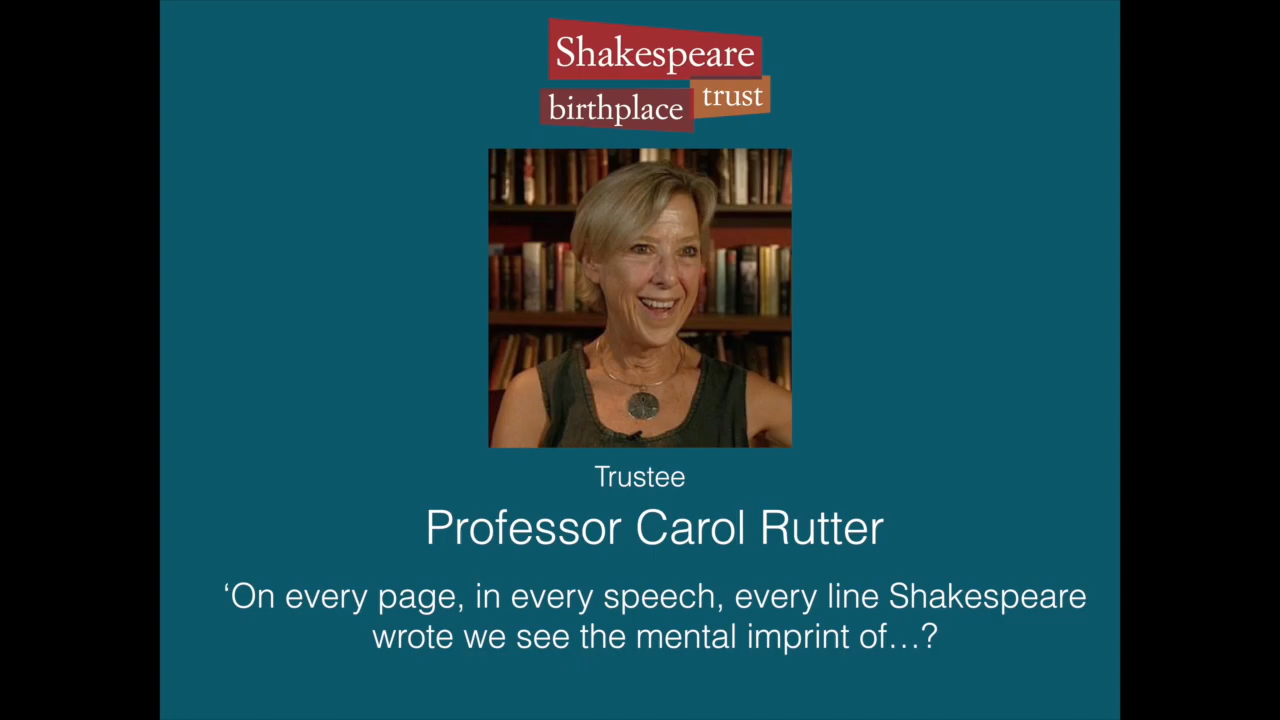 Shakespeare
birthplace trust
Trustee
Professor Carol Rutter
‘On every page, in every speech, every line Shakespeare
wrote we see the mental imprint of...?